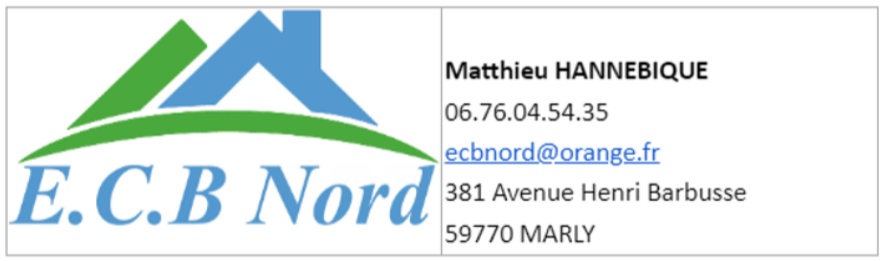 E.C.B Nord
Matthieu HANNEBIQUE
06.76.04.54.35
ecbnord@orange.fr
381 Avenue Henri Barbusse
59770 MARLY